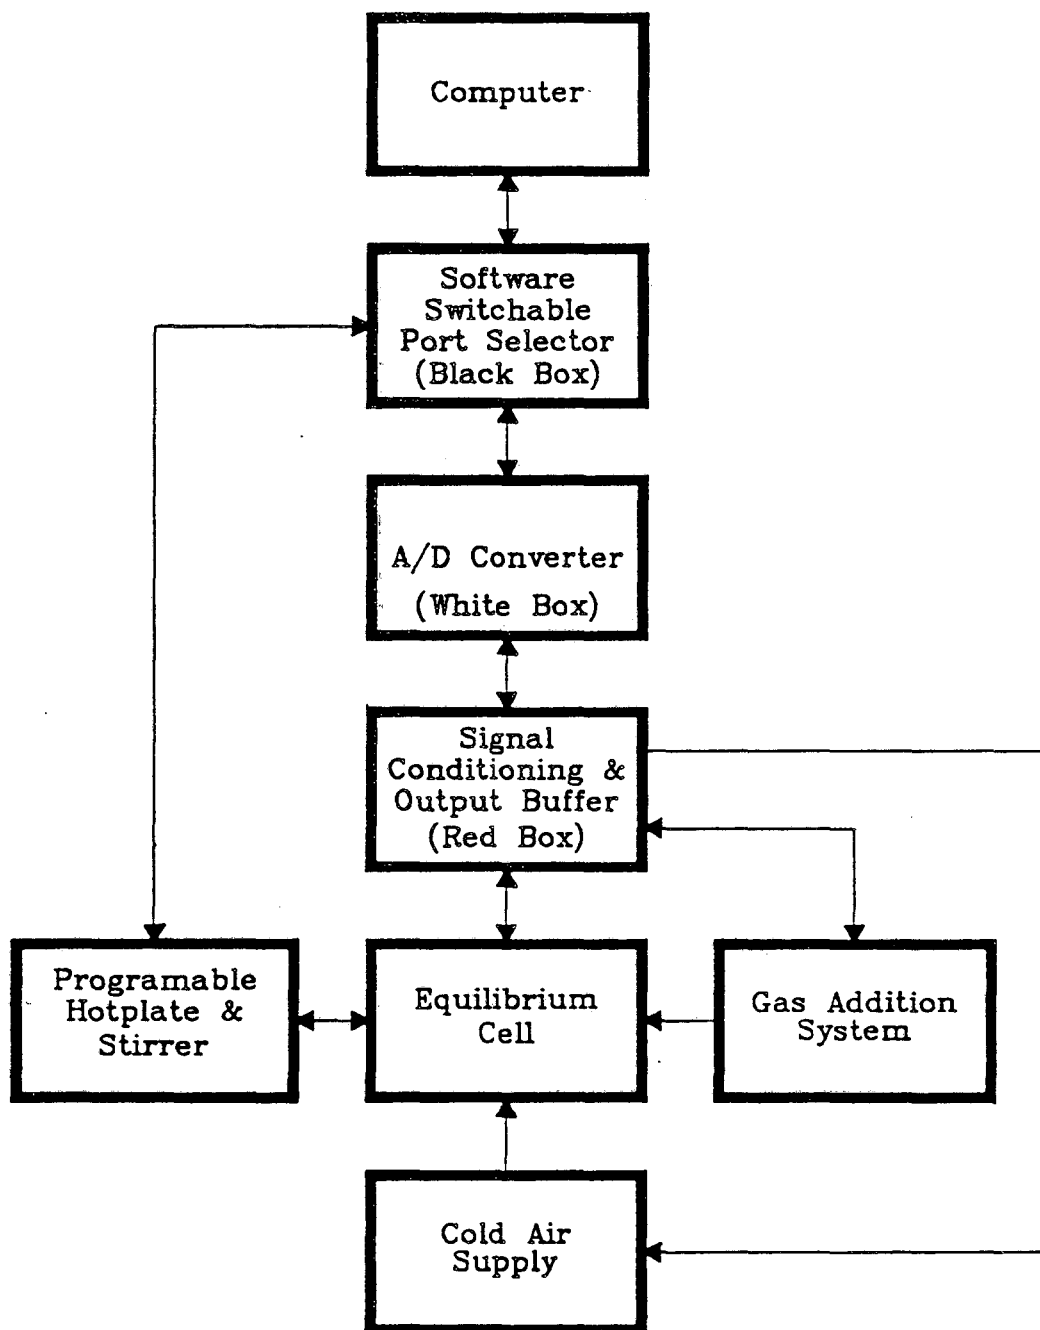 Computer
Software
Switchable
Port Selector
(Black Box)
A/D Converter
(White Box)
Signal
Conditioning &
Output Buffer
(Red Box)
Programable
Hotplate &
Stirrer
Equilibrium
Cell
Gas Addition
System
Cold Air
Supply